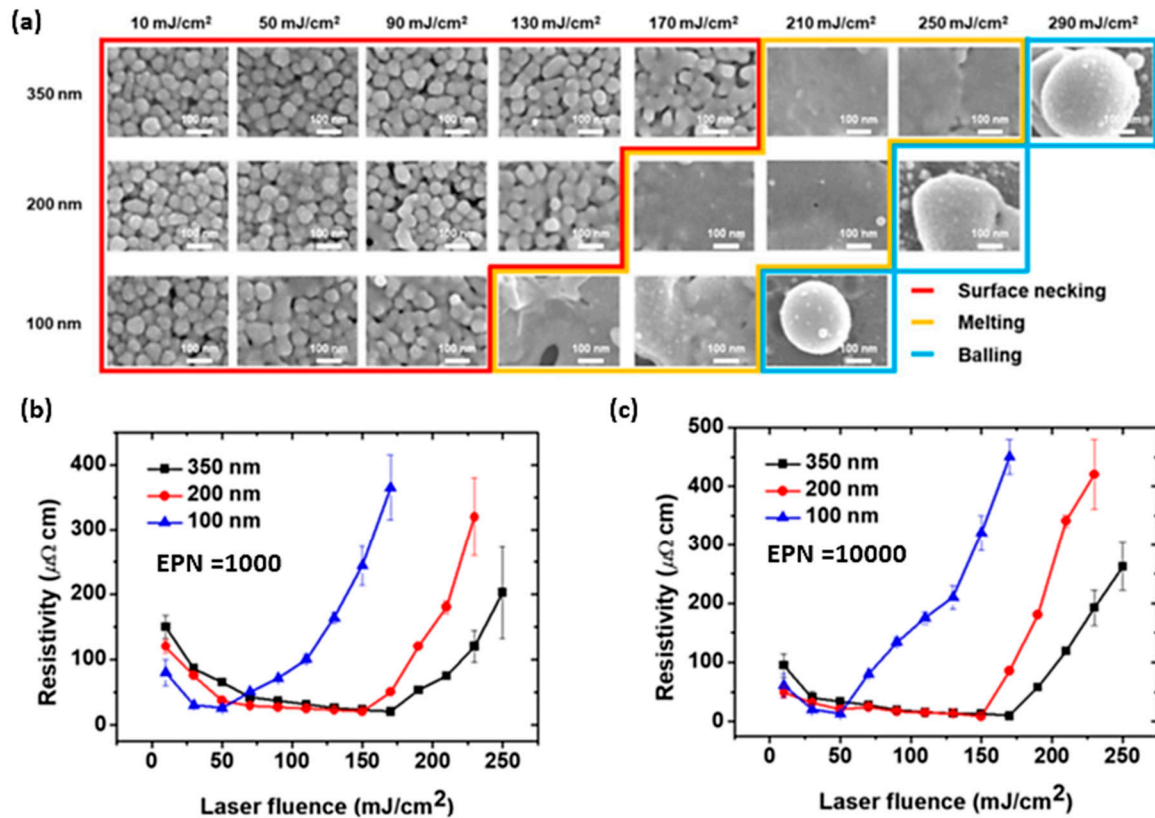 (a)
10 mJ/cm² 50 mJ/cm² 90 mJ/cm² 130 mJ/cm² 170 mJ/cm² 210 mJ/cm² 250 mJ/cm² 290 mJ/cm²
350 nm
100 nm 100 nm 100 nm 100 nm 100 nm 100 nm 100 nm 100 nm
200 nm
100 nm 100 nm 100 nm 100 nm 100 nm 100 nm 100 nm
100 nm
100 nm 100 nm 100 nm 100 nm 100 nm 100 nm
Surface necking
Melting
Balling
(b)
Resistivity (μΩ cm)
400
300
200
100
0
350 nm
200 nm
100 nm
EPN =1000
0 50 100 150 200 250
Laser fluence (mJ/cm²)
(c)
Resistivity (μΩ cm)
500
400
300
200
100
0
350 nm
200 nm
100 nm
EPN =10000
0 50 100 150 200 250
Laser fluence (mJ/cm²)